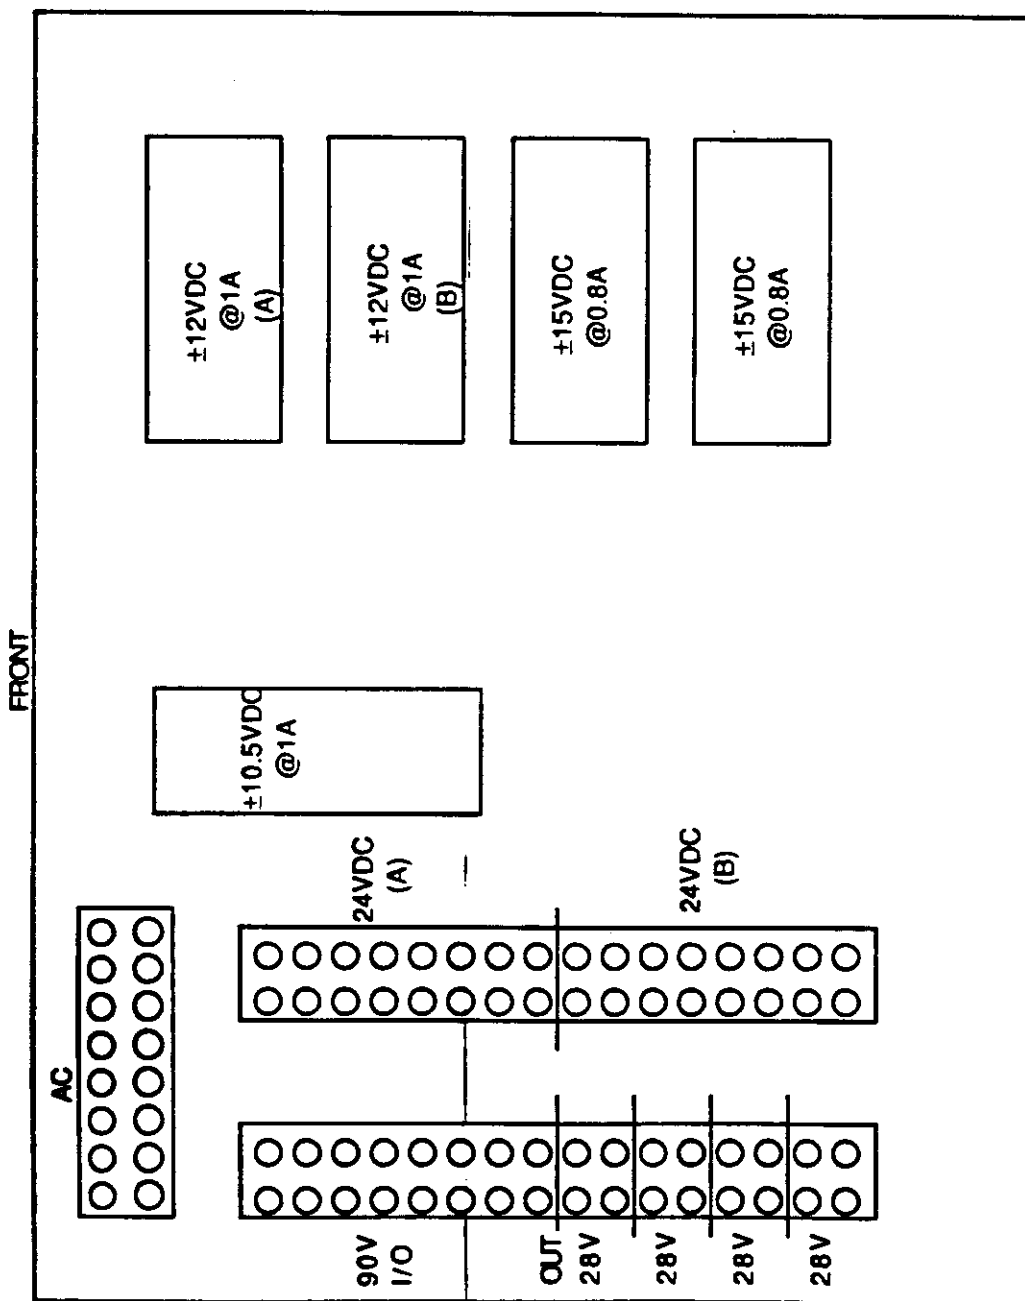 FRONT
±12VDC
@1A
(A)
±12VDC
@1A
(B)
±15VDC
@0.8A
±15VDC
@0.8A
±10.5VDC
@1A
24VDC
(A)
24VDC
(B)
AC
90V
I/O
OUT
28V
28V
28V
28V